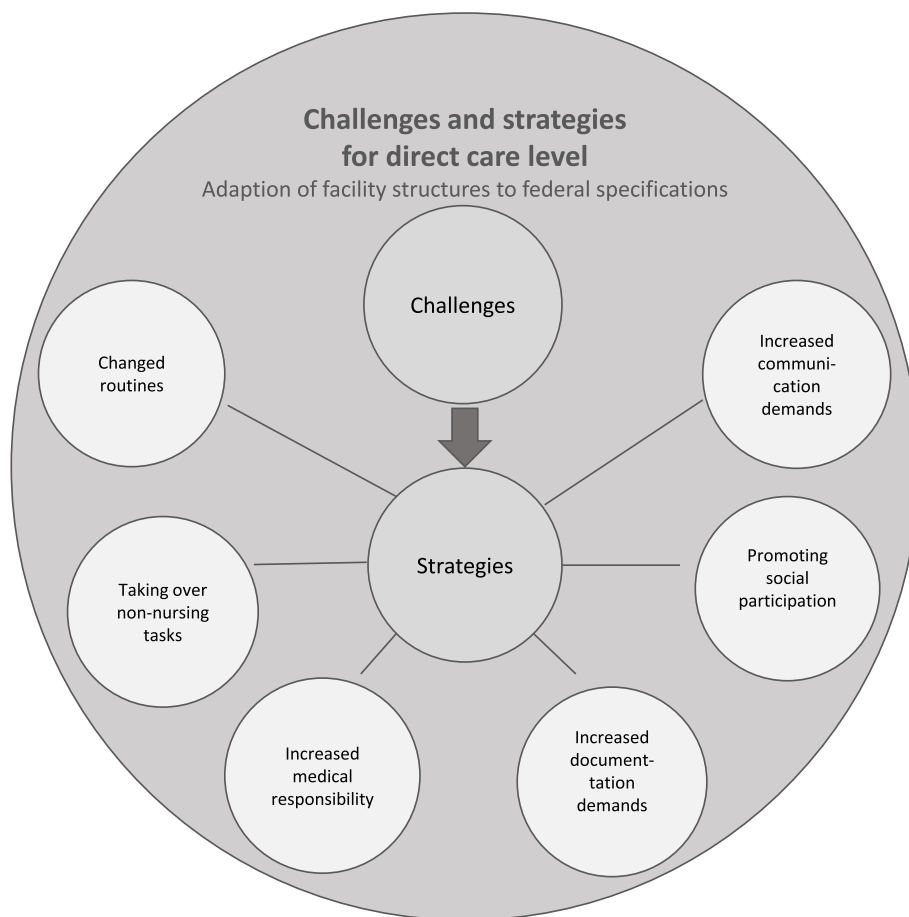 Challenges and strategies
for direct care level
Adaption of facility structures to federal specifications
Challenges
Changed
routines
Increased
communi-
cation
demands
Strategies
Taking over
non-nursing
tasks
Promoting
social
participation
Increased
medical
responsibility
Increased
document-
tation
demands